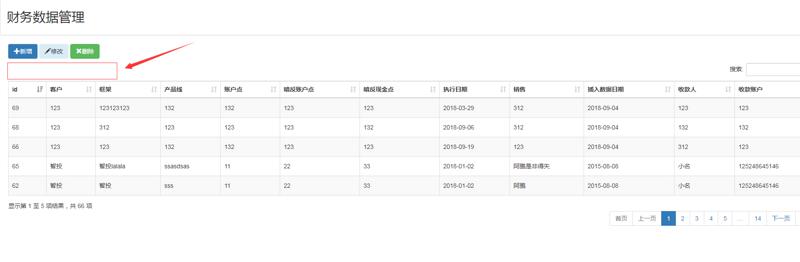 财务数据管理
新增 修改 删除
搜索
id 客户 框架 产品线 账户点 赔反账户点 赔反现金点 执行日期 销售 插入数据日期 收款人 收款账户
69 123 123123123 132 132 123 123 2018-03-29 312 2018-09-04 123 123
68 123 312 123 123 123 132 2018-09-06 312 2018-09-04 132 132
66 123 123 132 132 123 123 2018-09-19 123 2018-09-04 312 123
65 智投 智投lalala ssasdsas 11 22 33 2018-01-02 阿雅是非得失 2015-08-08 小名 125248645146
62 智投 智投 sss 11 22 33 2018-01-02 阿雅 2015-08-08 小名 125248645146
显示第 1 至 5 项结果，共 66 项
首页 上一页 1 2 3 4 5 … 14 下一页